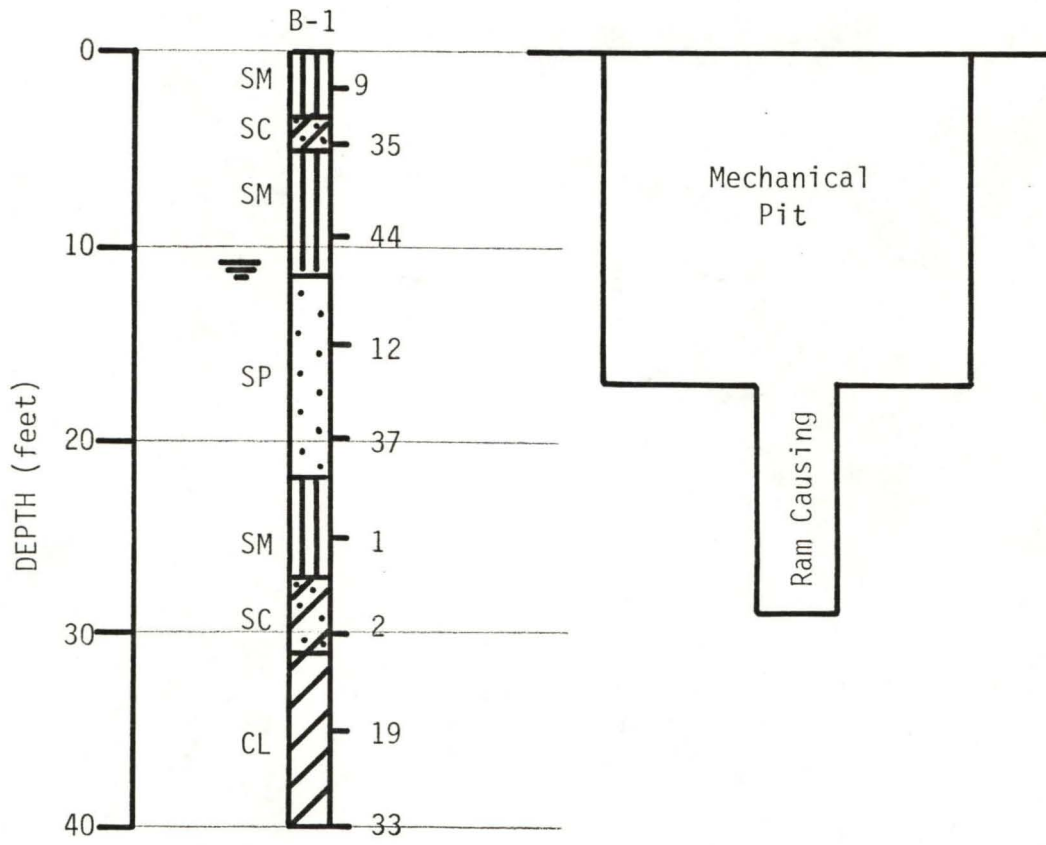 B-1
0
SM
9
SC
35
SM
Mechanical
Pit
10
44
12
SP
DEPTH (feet)
20
37
Ram Causing
SM
1
SC
30
2
CL
19
40
33